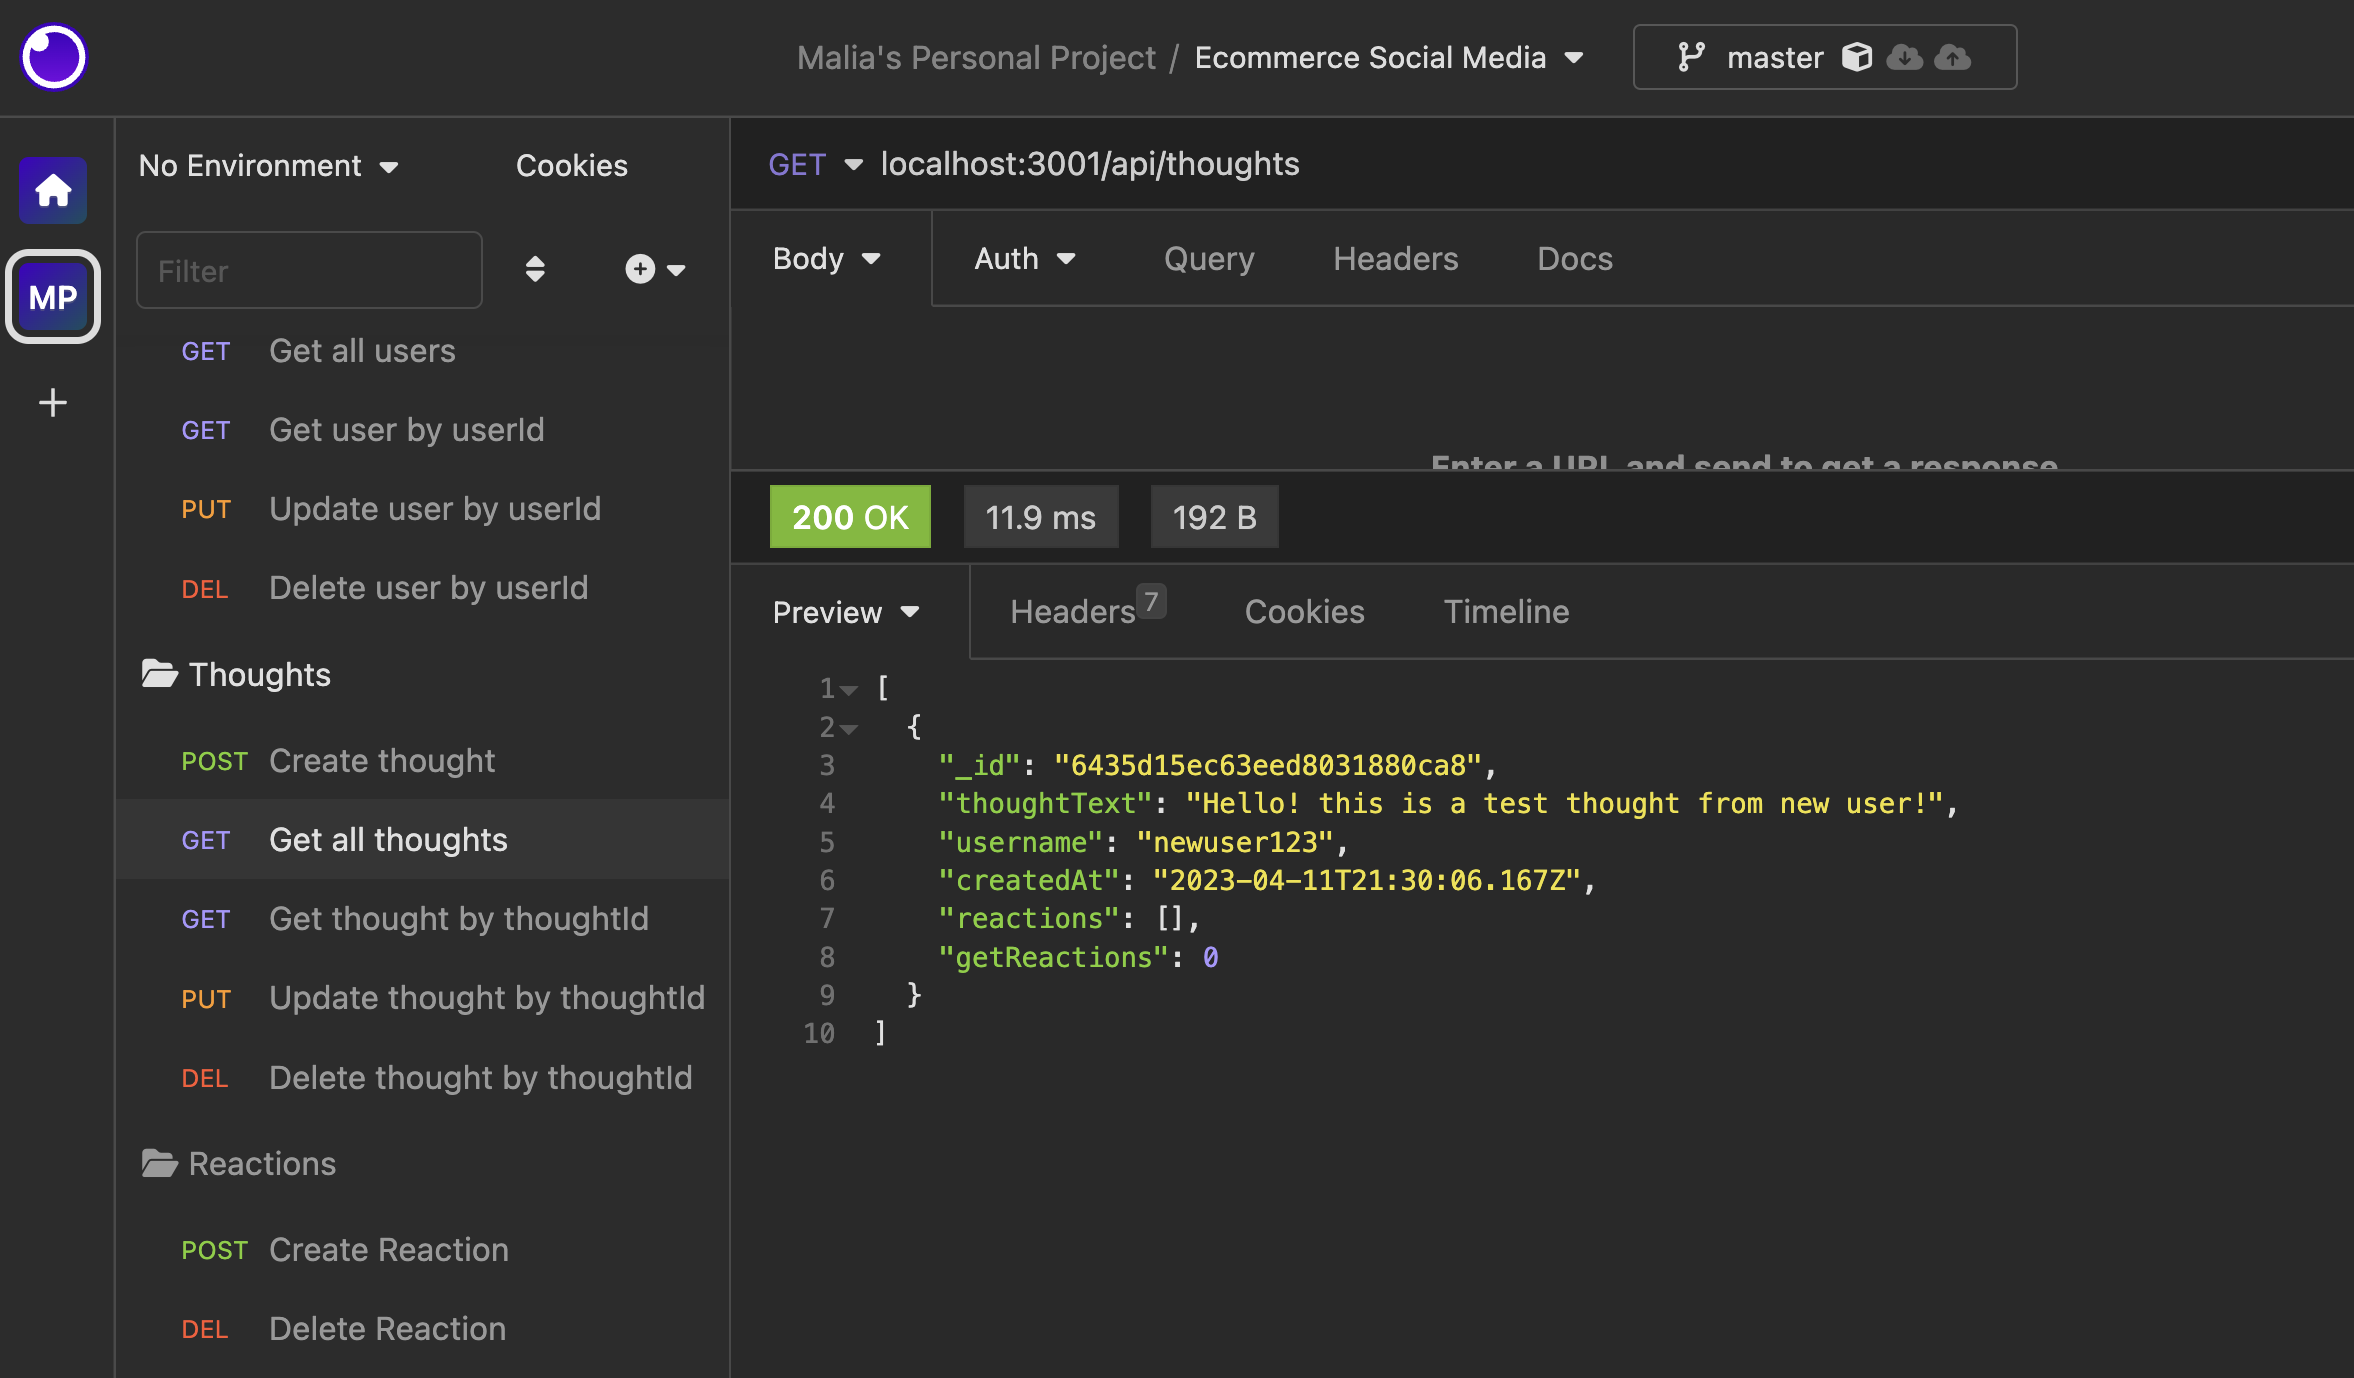 Malia's Personal Project / Ecommerce Social Media
master
MP
No Environment
Cookies
Filter
GET Get all users
GET Get user by userId
PUT Update user by userId
DEL Delete user by userId
Thoughts
POST Create thought
GET Get all thoughts
GET Get thought by thoughtId
PUT Update thought by thoughtId
DEL Delete thought by thoughtId
Reactions
POST Create Reaction
DEL Delete Reaction
GET localhost:3001/api/thoughts
Body Auth Query Headers Docs
Enter a URL and send to get a response
200 OK 11.9 ms 192 B
Preview Headers 7 Cookies Timeline
1 [
2 {
3 "_id": "6435d15ec63eed8031880ca8",
4 "thoughtText": "Hello! this is a test thought from new user!",
5 "username": "newuser123",
6 "createdAt": "2023-04-11T21:30:06.167Z",
7 "reactions": [],
8 "getReactions": 0
9 }
10 ]